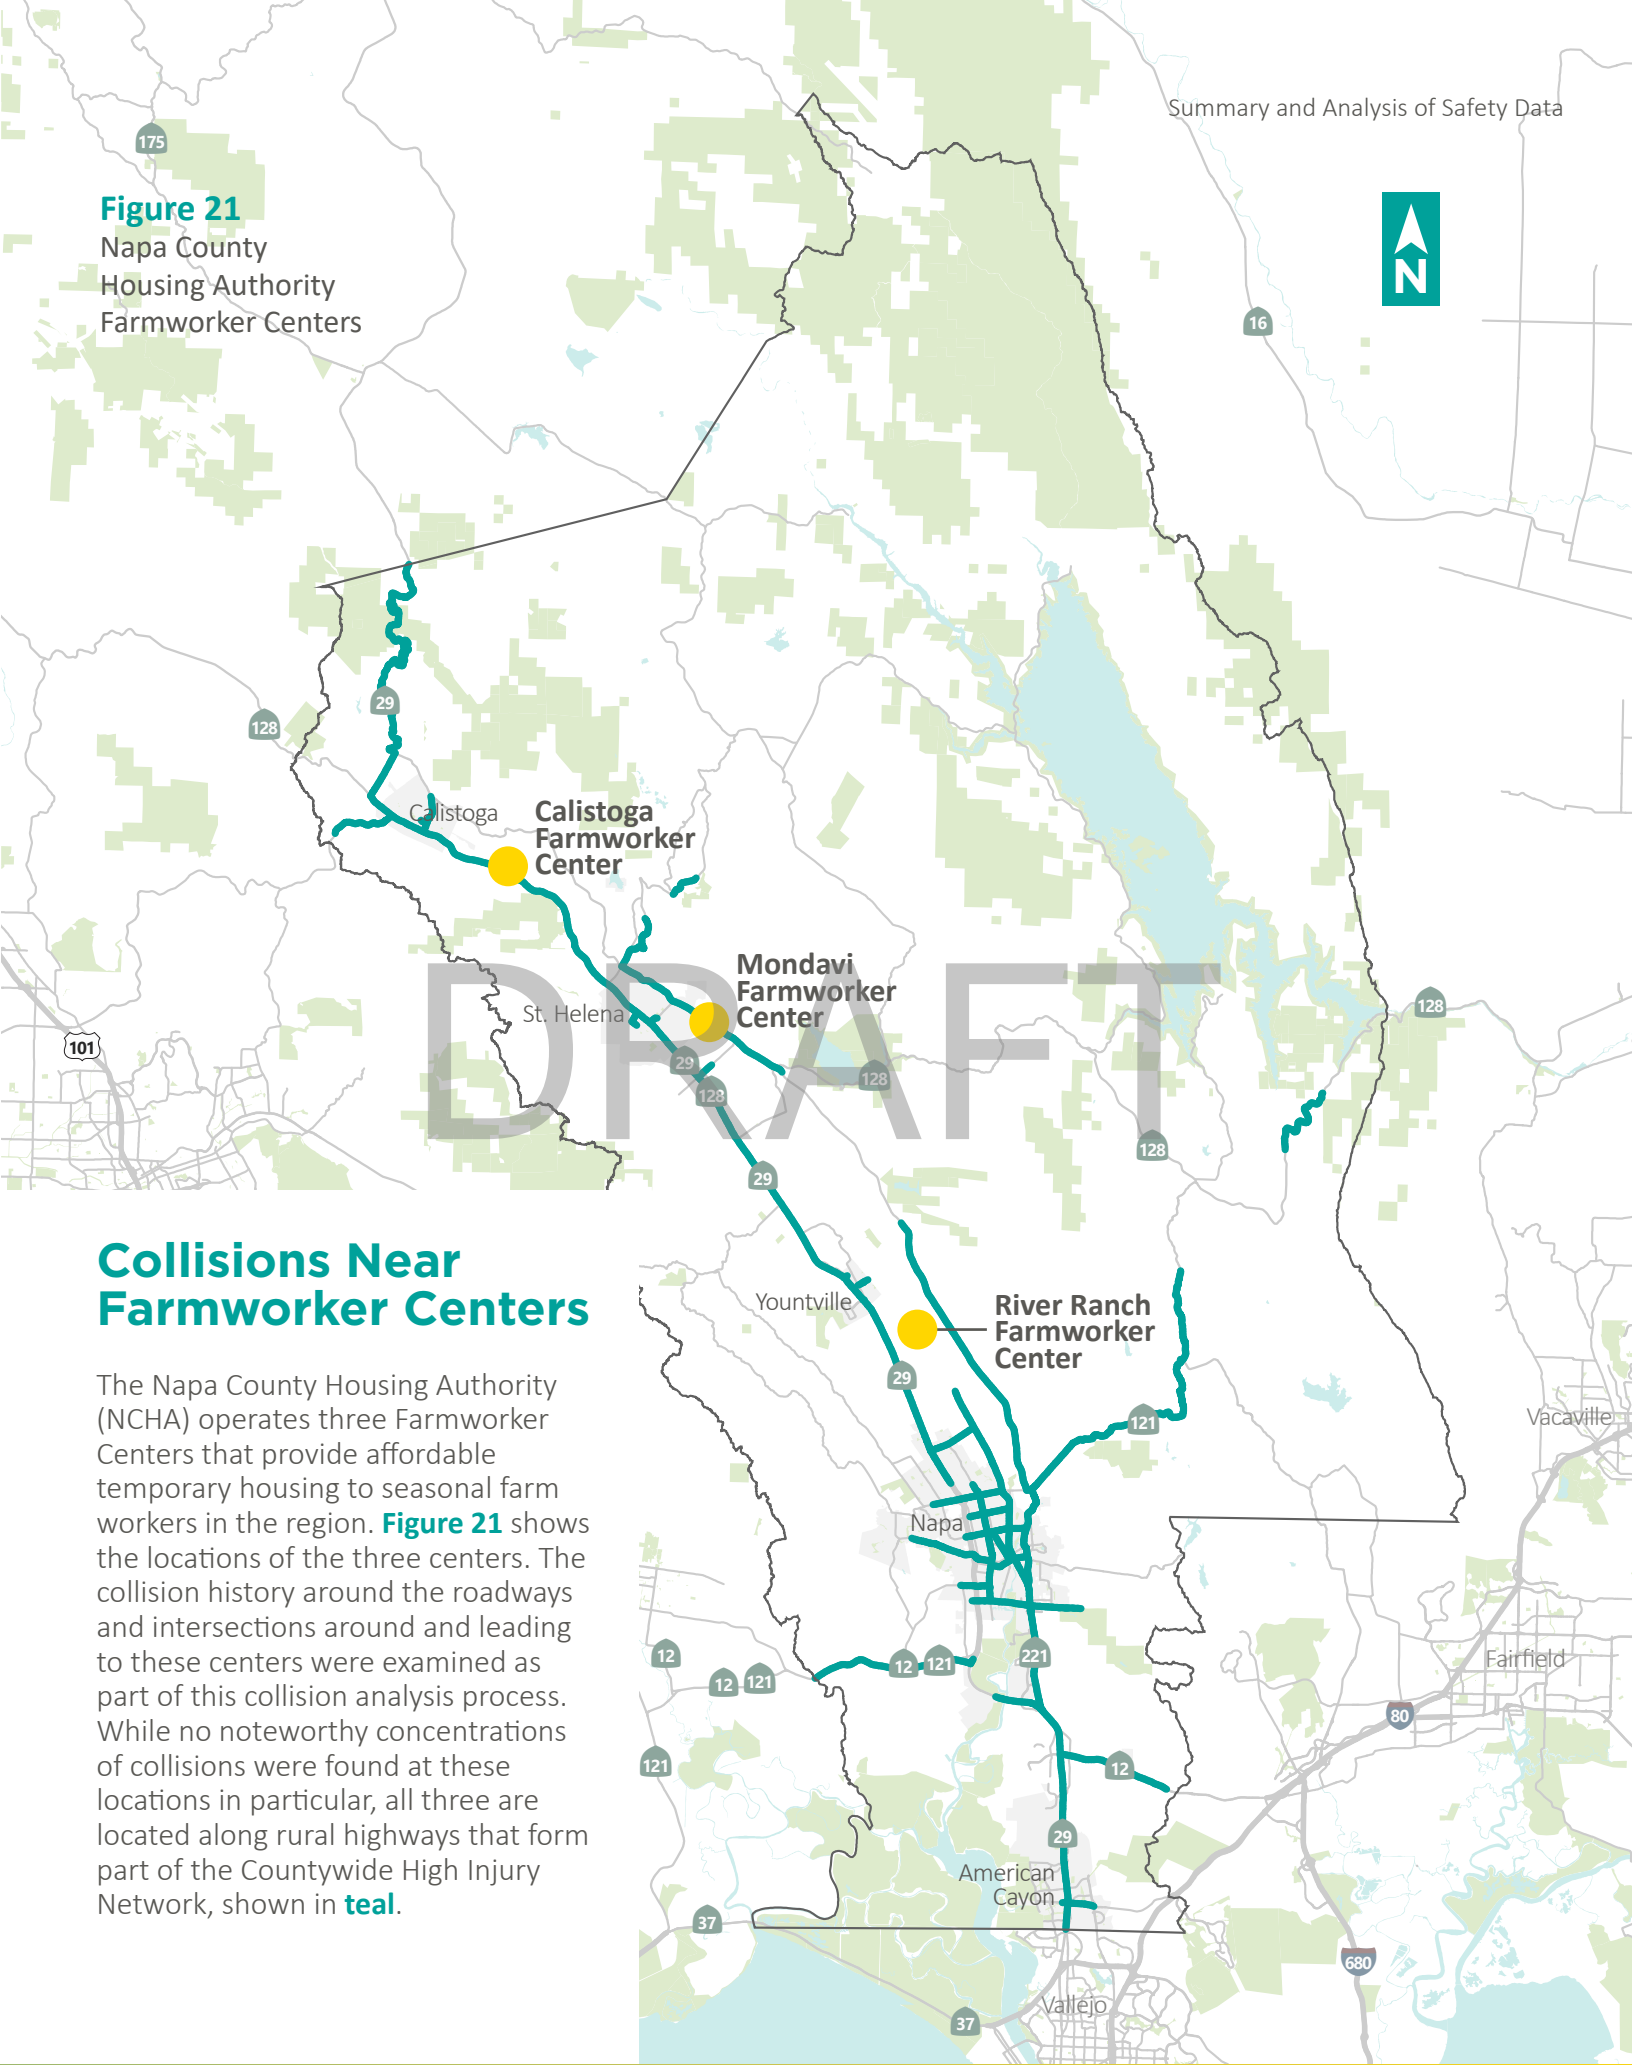 Summary and Analysis of Safety Data
175
Figure 21
Napa County
Housing Authority
Farmworker Centers
N
16
29
128
Calistoga
Calistoga
Farmworker
Center
Mondavi
Farmworker
Center
St. Helena
DRAFT
128
101
29
128
128
128
29
Collisions Near
Farmworker Centers
Yountville
River Ranch
Farmworker
Center
29
121
Vacaville
The Napa County Housing Authority
(NCHA) operates three Farmworker
Centers that provide affordable
temporary housing to seasonal farm
workers in the region. Figure 21 shows
the locations of the three centers. The
collision history around the roadways
and intersections around and leading
to these centers were examined as
part of this collision analysis process.
While no noteworthy concentrations
of collisions were found at these
locations in particular, all three are
located along rural highways that form
part of the Countywide High Injury
Network, shown in teal.
Napa
12
12
121
12
121
221
Fairfield
80
121
12
29
American
Cayon
37
680
Vallejo
37